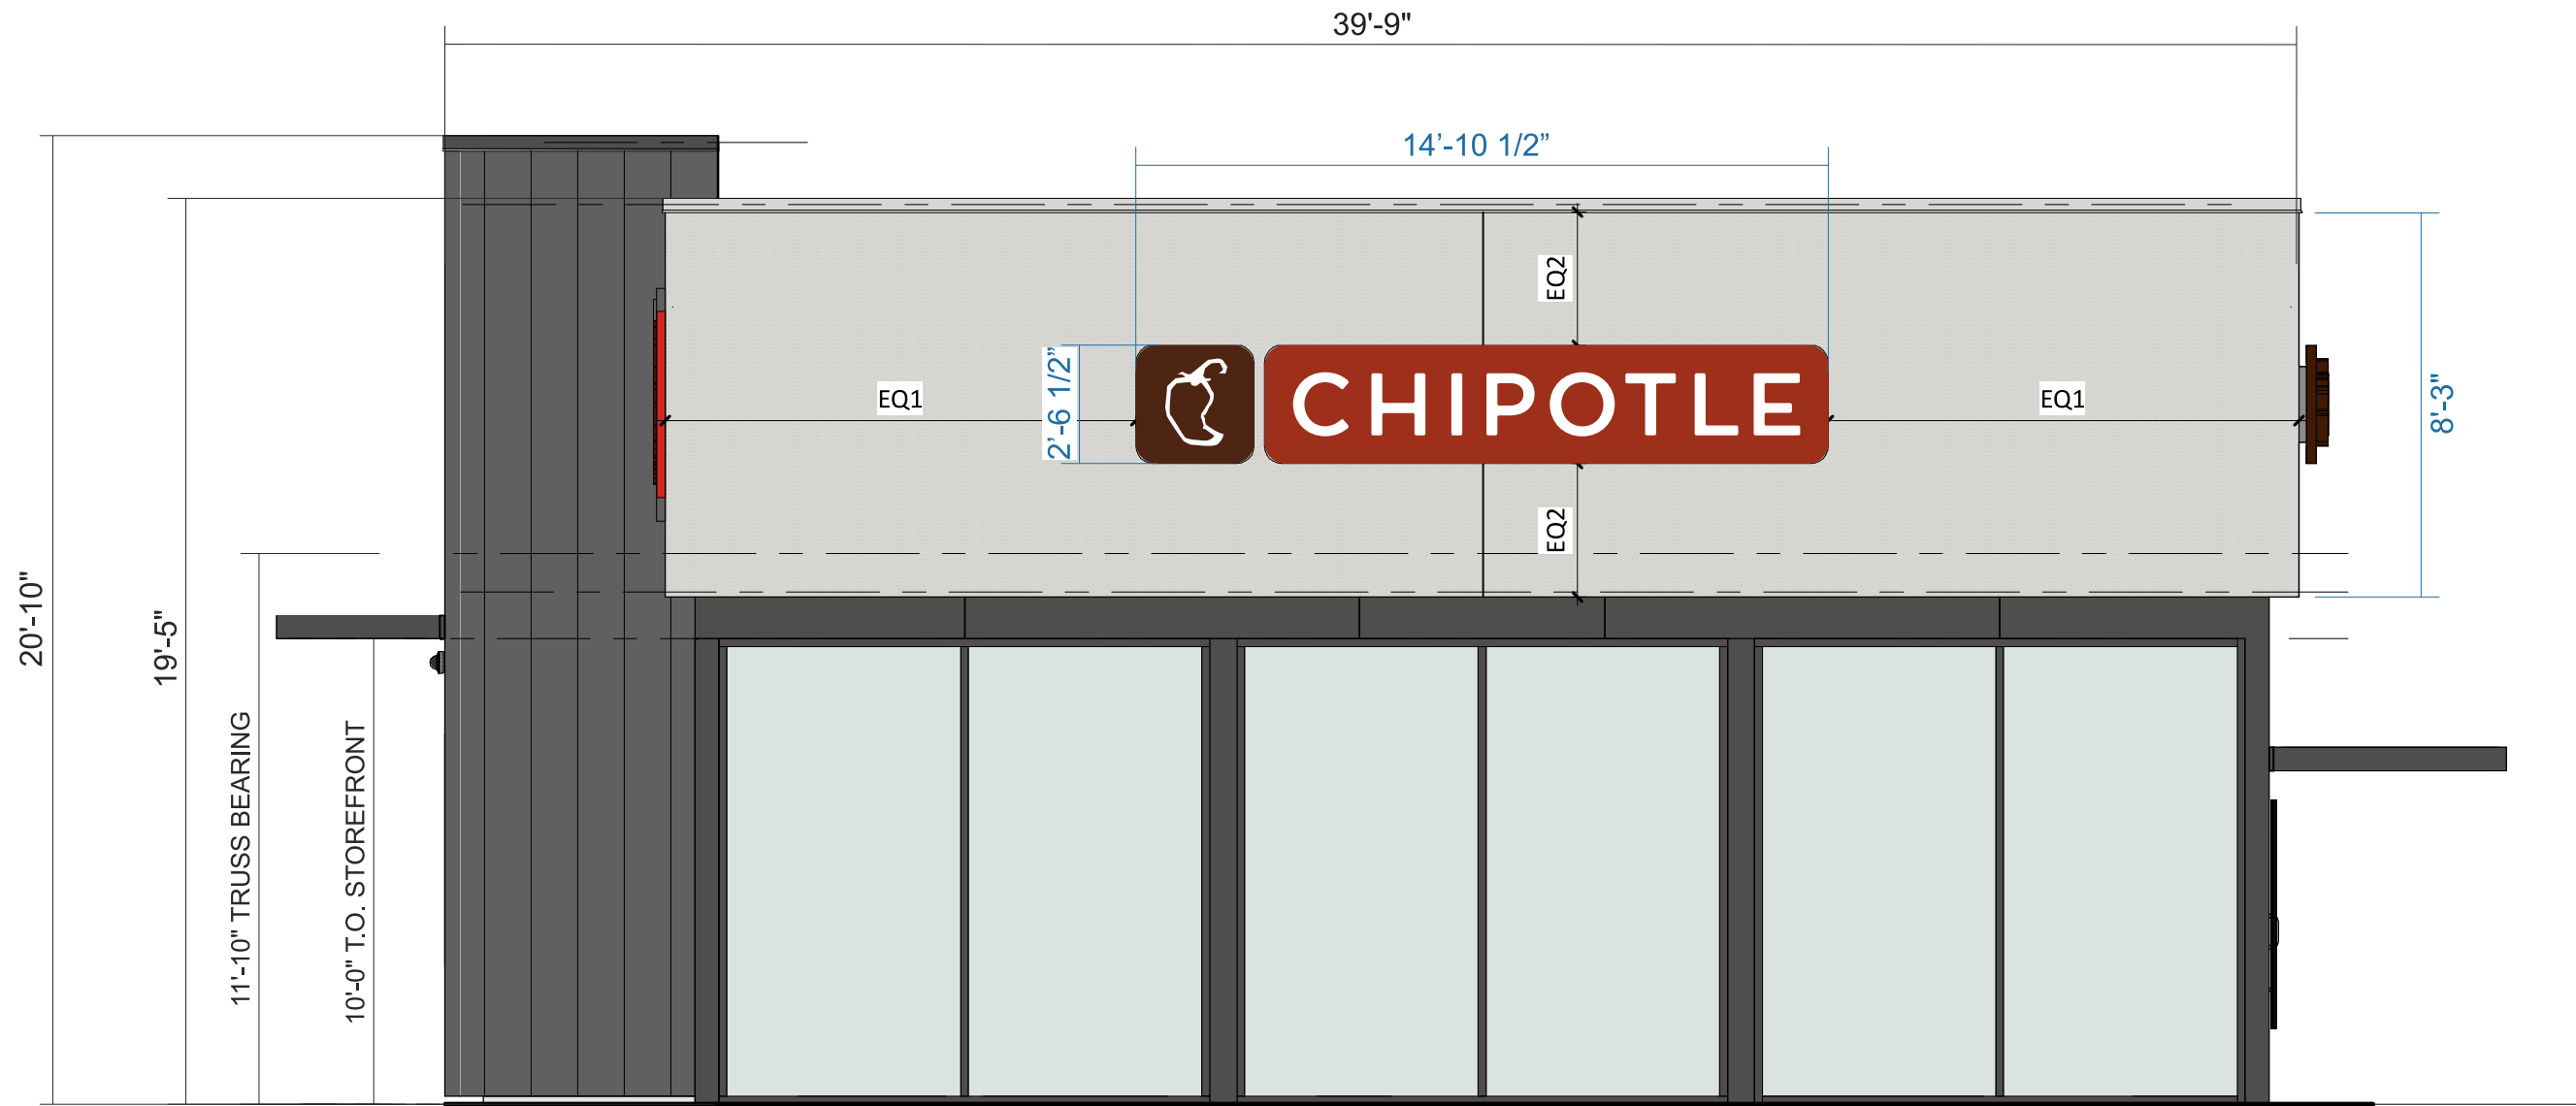 39'-9"
14’-10 1/2”
EQ2
2’-6 1/2”
CHIPOTLE
EQ1
EQ1
8'-3"
EQ2
20'-10"
19'-5"
11'-10" TRUSS BEARING
10'-0" T.O. STOREFRONT